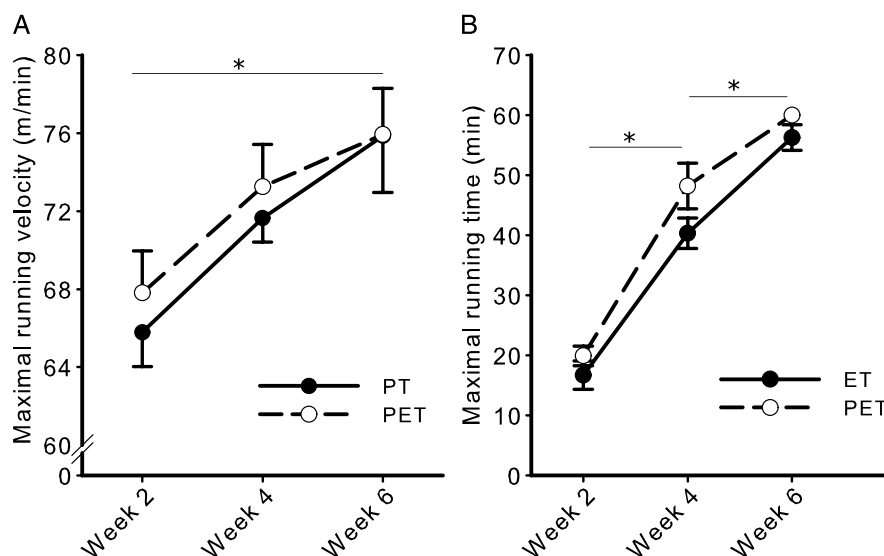 A
Maximal running velocity (m/min)
80
76
72
68
64
60
0
*
PT
PET
Week 2
Week 4
Week 6
B
Maximal running time (min)
70
60
50
40
30
20
10
0
*
*
ET
PET
Week 2
Week 4
Week 6